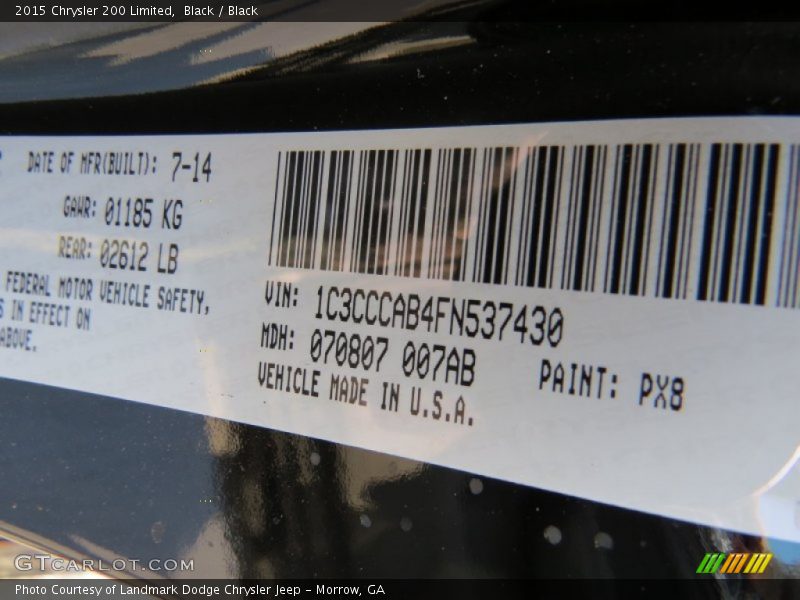 2015 Chrysler 200 Limited,  Black / Black
DATE OF MFR(BUILT): 7-14
GAWR: 01185 KG
REAR: 02612 LB
FEDERAL MOTOR VEHICLE SAFETY,
IN EFFECT ON
ABOVE.
VIN: 1C3CCCAB4FN537430
MDH: 070807 007AB
PAINT: PX8
VEHICLE MADE IN U.S.A.
GTCARLOT.COM
Photo Courtesy of Landmark Dodge Chrysler Jeep - Morrow, GA